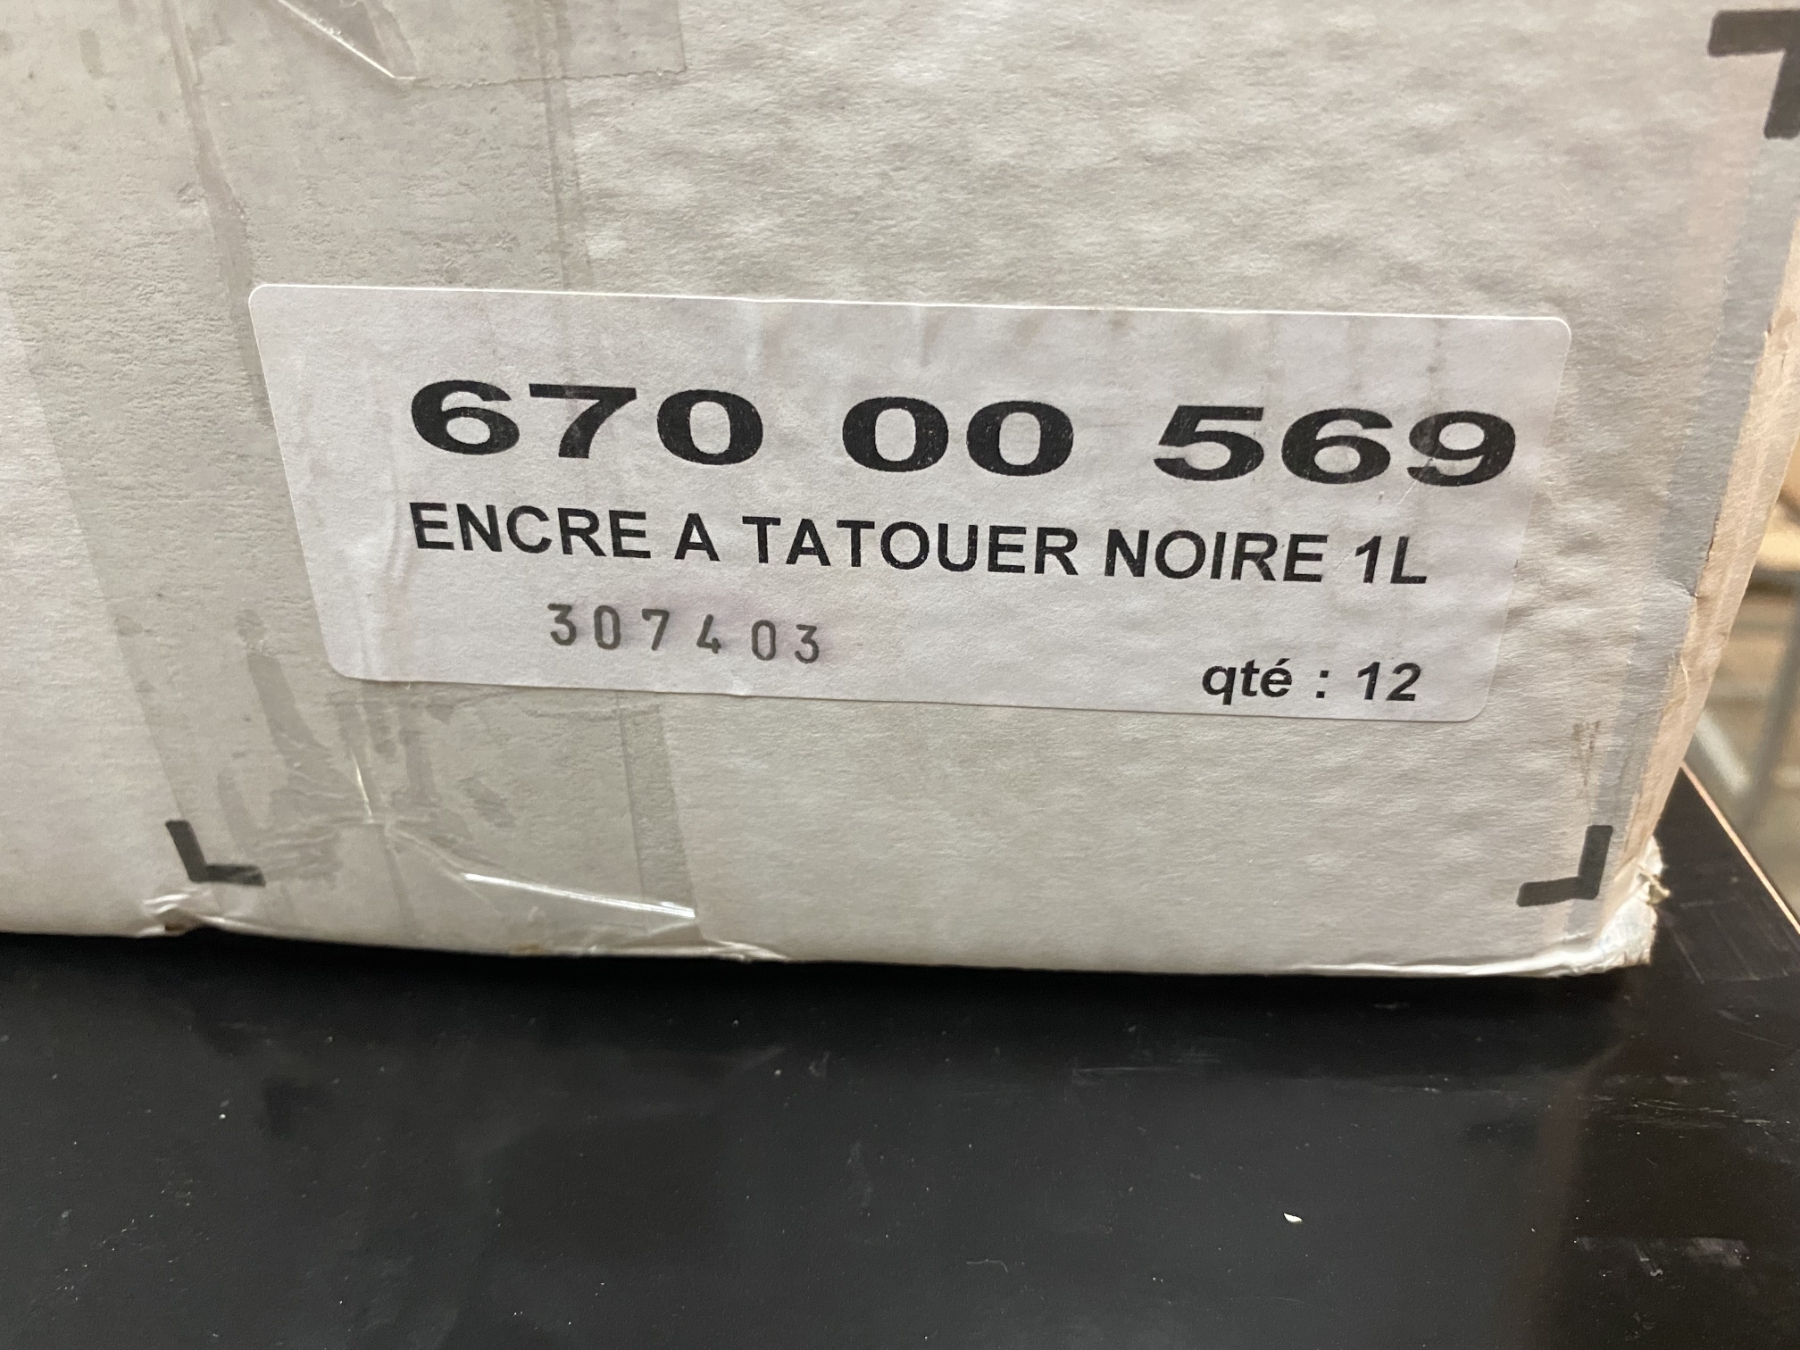 670 00 569
ENCRE A TATOUER NOIRE 1L
307403
qté : 12